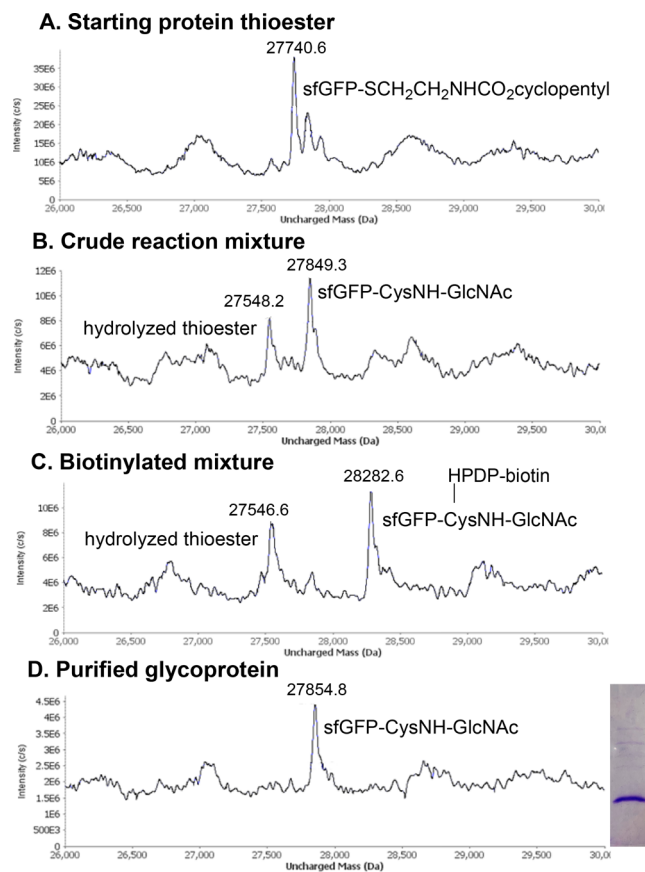 A. Starting protein thioester
27740.6
sfGFP-SCH₂CH₂NHCO₂cyclopentyl
Intensity (c/s)
35E6
30E6
25E6
20E6
15E6
10E6
5E6
0
26,000 26,500 27,000 27,500 28,000 28,500 29,000 29,500 30,0
Uncharged Mass (Da)
B. Crude reaction mixture
27849.3
sfGFP-CysNH-GlcNAc
27548.2
hydrolyzed thioester
Intensity (c/s)
12E6
10E6
8E6
6E6
4E6
2E6
0
26,000 26,500 27,000 27,500 28,000 28,500 29,000 29,500 30,0
Uncharged Mass (Da)
C. Biotinylated mixture
28282.6
HPDP-biotin
sfGFP-CysNH-GlcNAc
27546.6
hydrolyzed thioester
Intensity (c/s)
10E6
8E6
6E6
4E6
2E6
0
26,000 26,500 27,000 27,500 28,000 28,500 29,000 29,500 30,0
Uncharged Mass (Da)
D. Purified glycoprotein
27854.8
sfGFP-CysNH-GlcNAc
Intensity (c/s)
4.5E6
4E6
3.5E6
3E6
2.5E6
2E6
1.5E6
1E6
500E3
0
26,000 26,500 27,000 27,500 28,000 28,500 29,000 29,500 30,0
Uncharged Mass (Da)